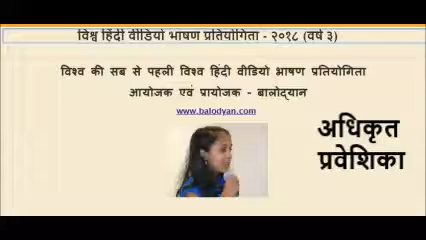 विश्व हिंदी वीडियो भाषण प्रतियोगिता - २०१८ (वर्ष ३)
विश्व की सब से पहली विश्व हिंदी वीडियो भाषण प्रतियोगिता
आयोजक एवं प्रायोजक - बालोद्यान
www.balodyan.com
अधिकृत
प्रवेशिका